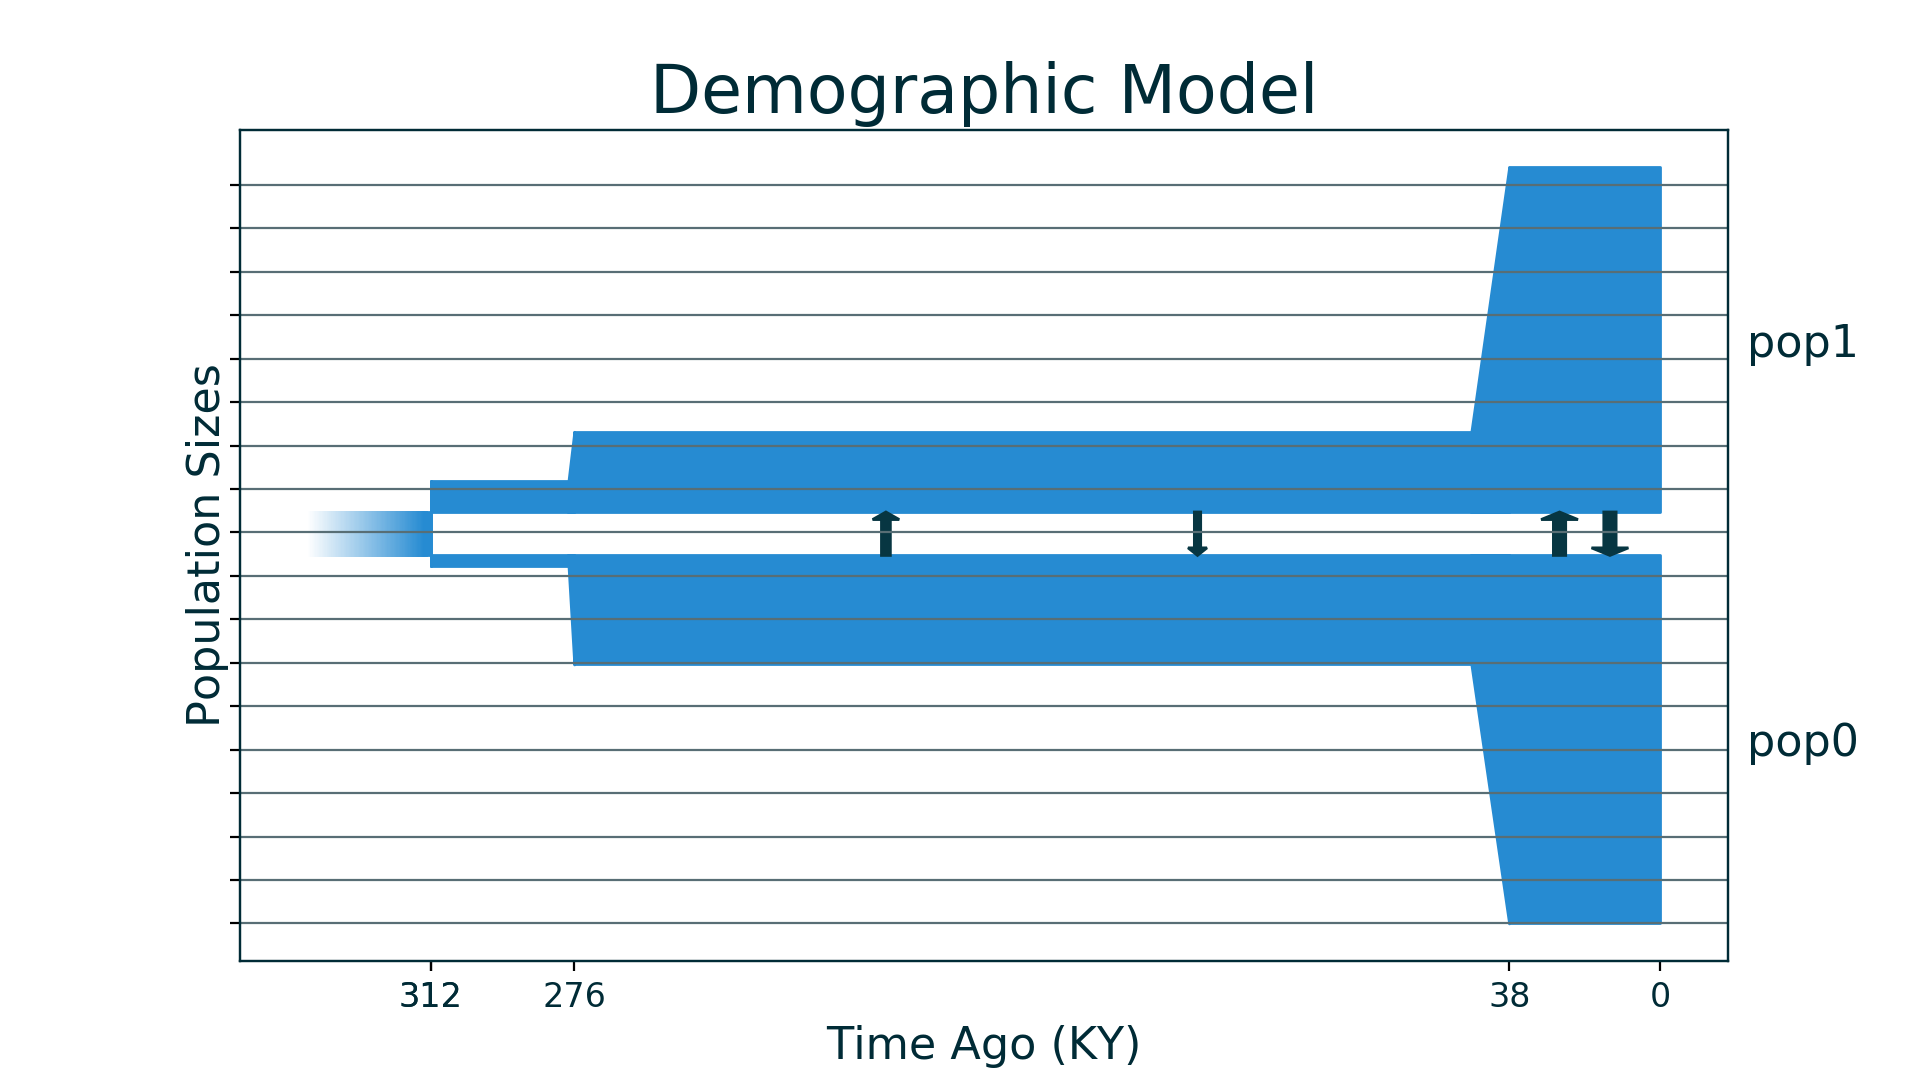 Demographic Model
Population Sizes
pop1
pop0
312
276
38
0
Time Ago (KY)